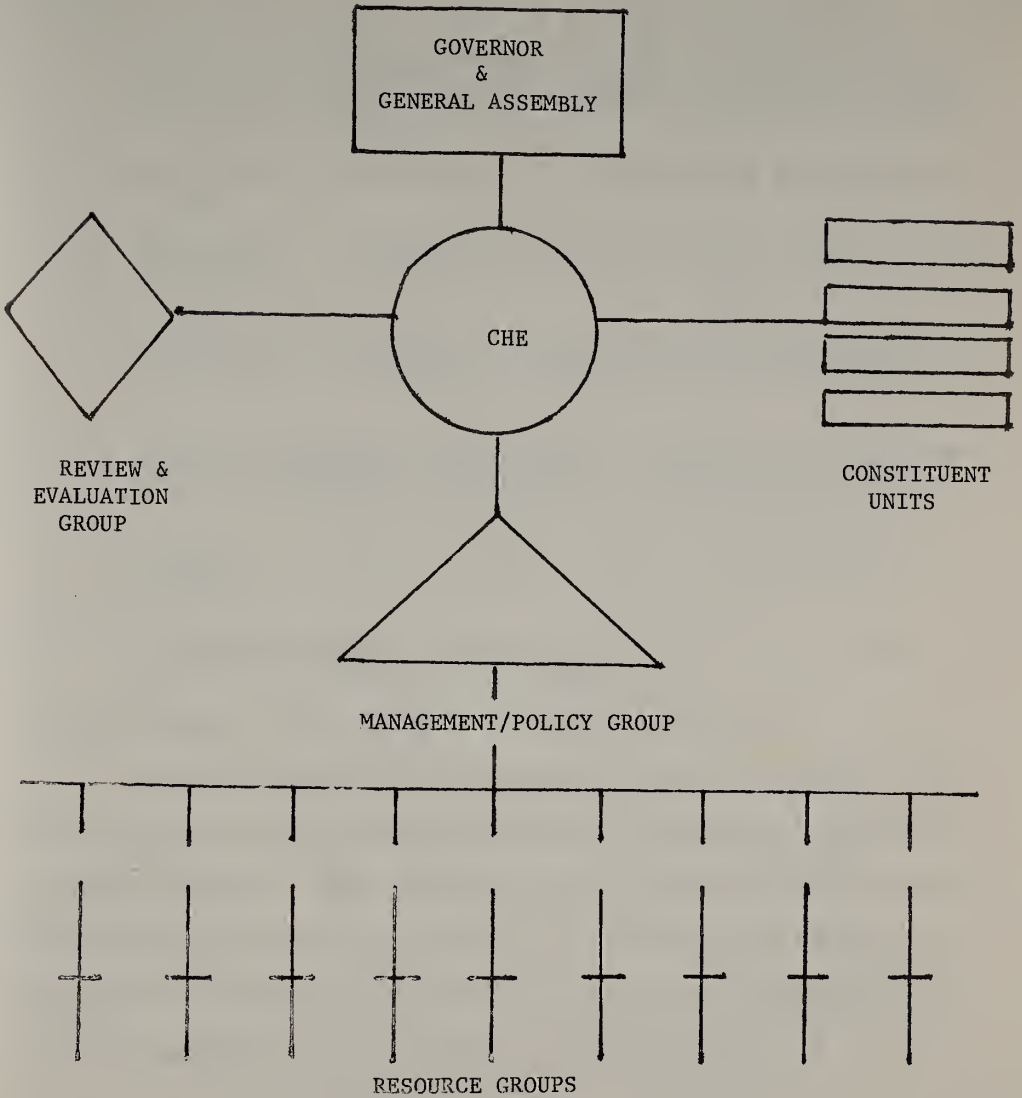 GOVERNOR
&
GENERAL ASSEMBLY
CHE
REVIEW &
EVALUATION
GROUP
CONSTITUENT
UNITS
MANAGEMENT/POLICY GROUP
RESOURCE GROUPS